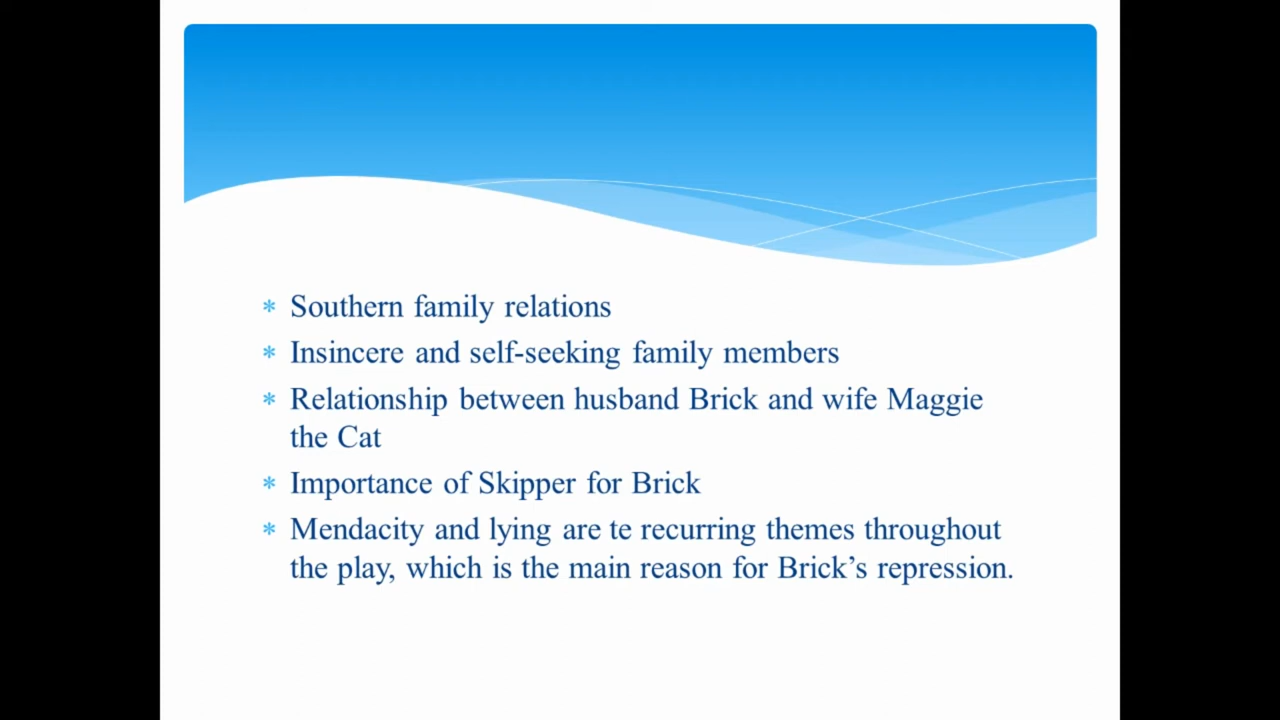 * Southern family relations
* Insincere and self-seeking family members
* Relationship between husband Brick and wife Maggie
the Cat
* Importance of Skipper for Brick
* Mendacity and lying are te recurring themes throughout
the play, which is the main reason for Brick’s repression.